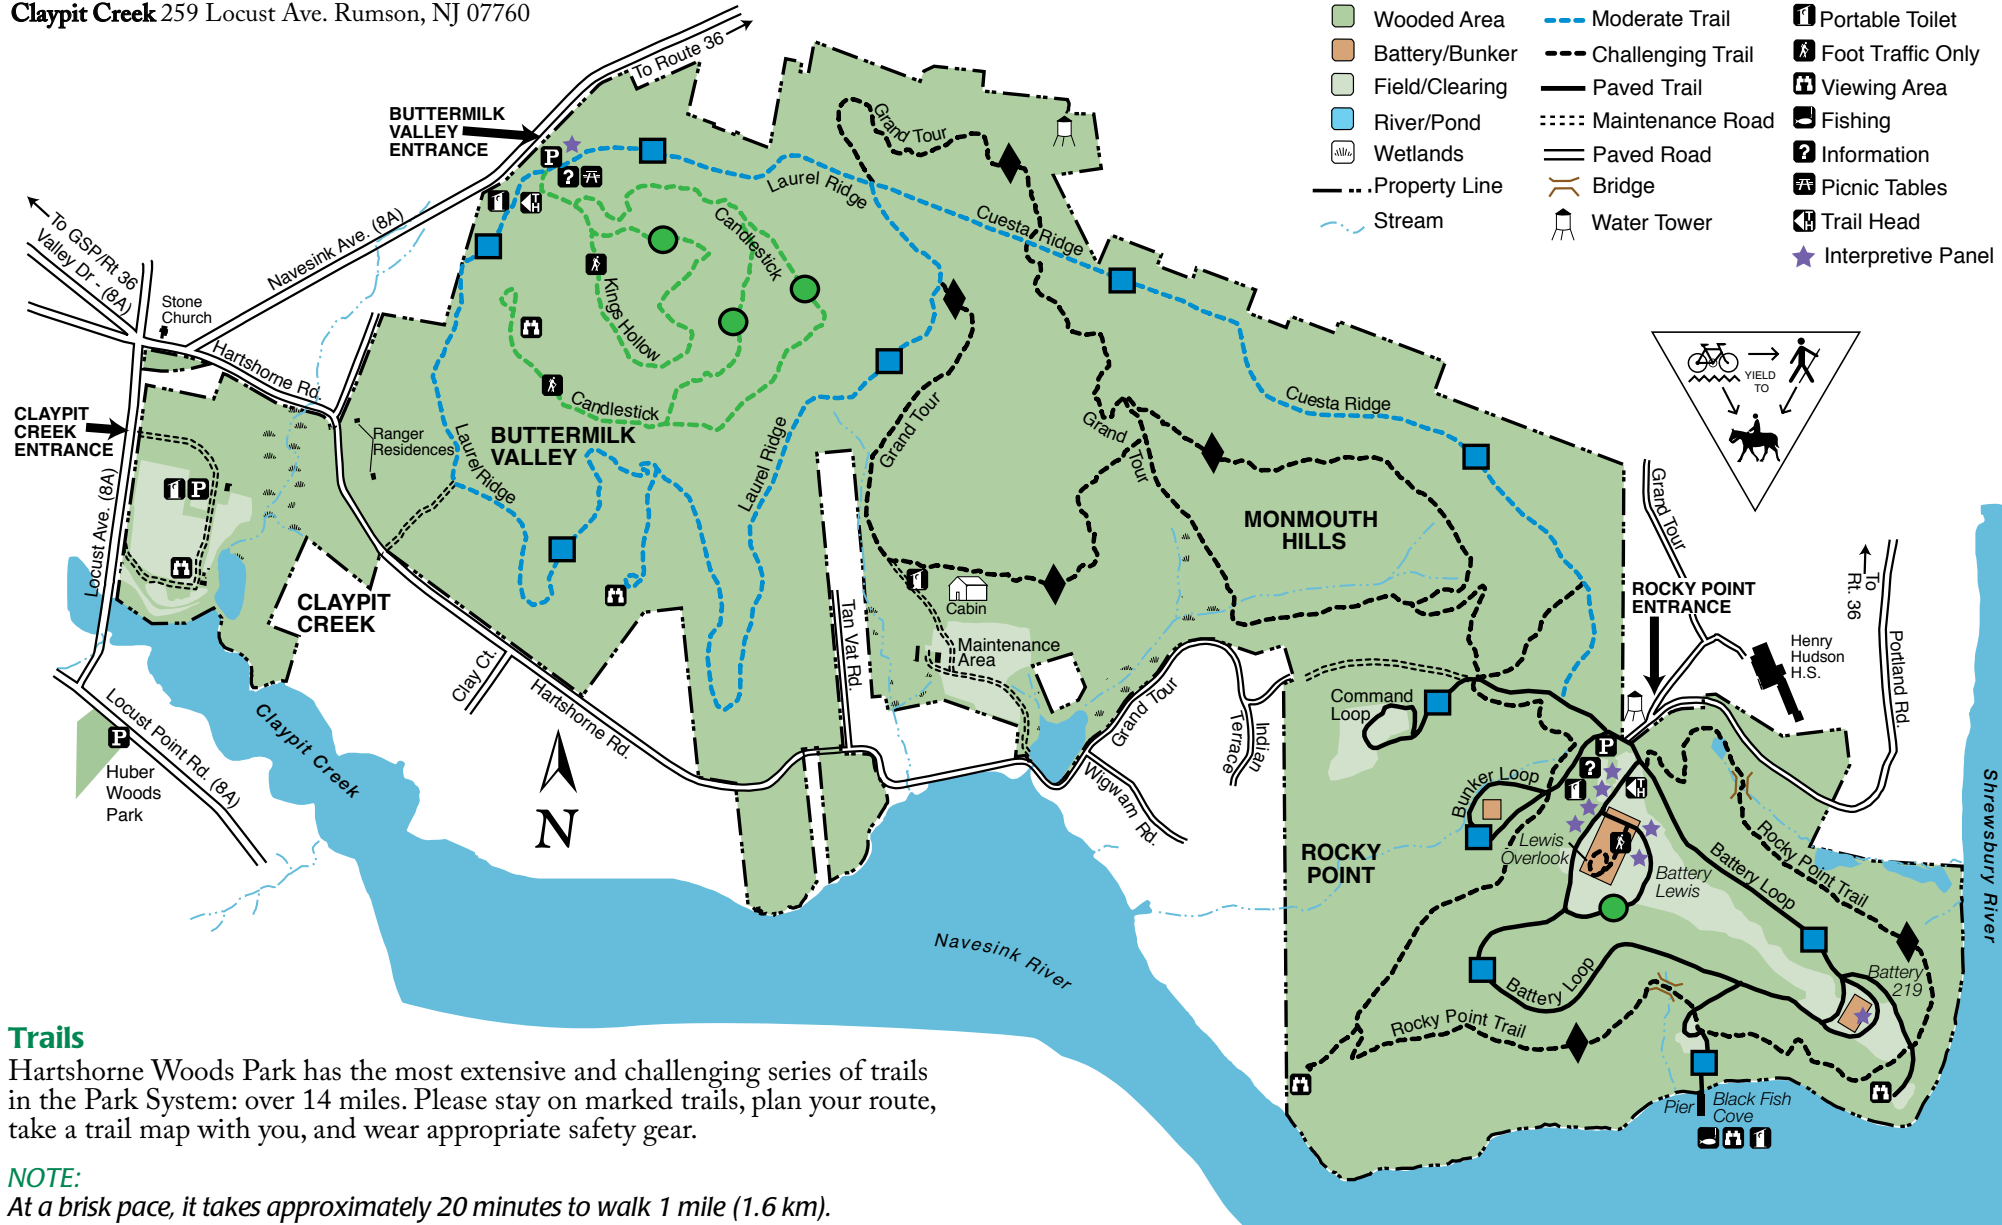 Claypit Creek 259 Locust Ave. Rumson, NJ 07760
Wooded Area
Battery/Bunker
Field/Clearing
River/Pond
Wetlands
Property Line
Stream
Moderate Trail
Challenging Trail
Paved Trail
Maintenance Road
Paved Road
Bridge
Water Tower
Portable Toilet
Foot Traffic Only
Viewing Area
Fishing
Information
Picnic Tables
Trail Head
Interpretive Panel
YIELD
TO
To Route 36
BUTTERMILK
VALLEY
ENTRANCE
P
?
TH
To GSP/Rt 36
Valley Dr - (8A)
Navesink Ave. (8A)
Stone
Church
Hartshorne Rd.
CLAYPIT
CREEK
ENTRANCE
Ranger
Residences
Locust Ave. (8A)
P
CLAYPIT
CREEK
Claypit Creek
Locust Point Rd. (8A)
P
Huber
Woods
Park
Clay Ct.
Hartshorne Rd.
N
Laurel Ridge
Candlestick
Kings Hollow
Candlestick
BUTTERMILK
VALLEY
Laurel Ridge
Laurel Ridge
Grand Tour
Cuesta Ridge
Grand Tour
Grand Tour
Cuesta Ridge
MONMOUTH
HILLS
Cabin
Maintenance
Area
Tan Vat Rd.
Grand Tour
Wigwam Rd.
Indian
Terrace
Grand Tour
ROCKY POINT
ENTRANCE
To
Rt. 36
Portland Rd.
Henry
Hudson
H.S.
Command
Loop
P
?
TH
Bunker Loop
Lewis
Overlook
Battery
Lewis
ROCKY
POINT
Battery Loop
Rocky Point Trail
Battery
219
Battery Loop
Rocky Point Trail
Pier
Black Fish
Cove
Navesink River
Shrewsbury River
Trails
Hartshorne Woods Park has the most extensive and challenging series of trails
in the Park System: over 14 miles. Please stay on marked trails, plan your route,
take a trail map with you, and wear appropriate safety gear.
NOTE:
At a brisk pace, it takes approximately 20 minutes to walk 1 mile (1.6 km).